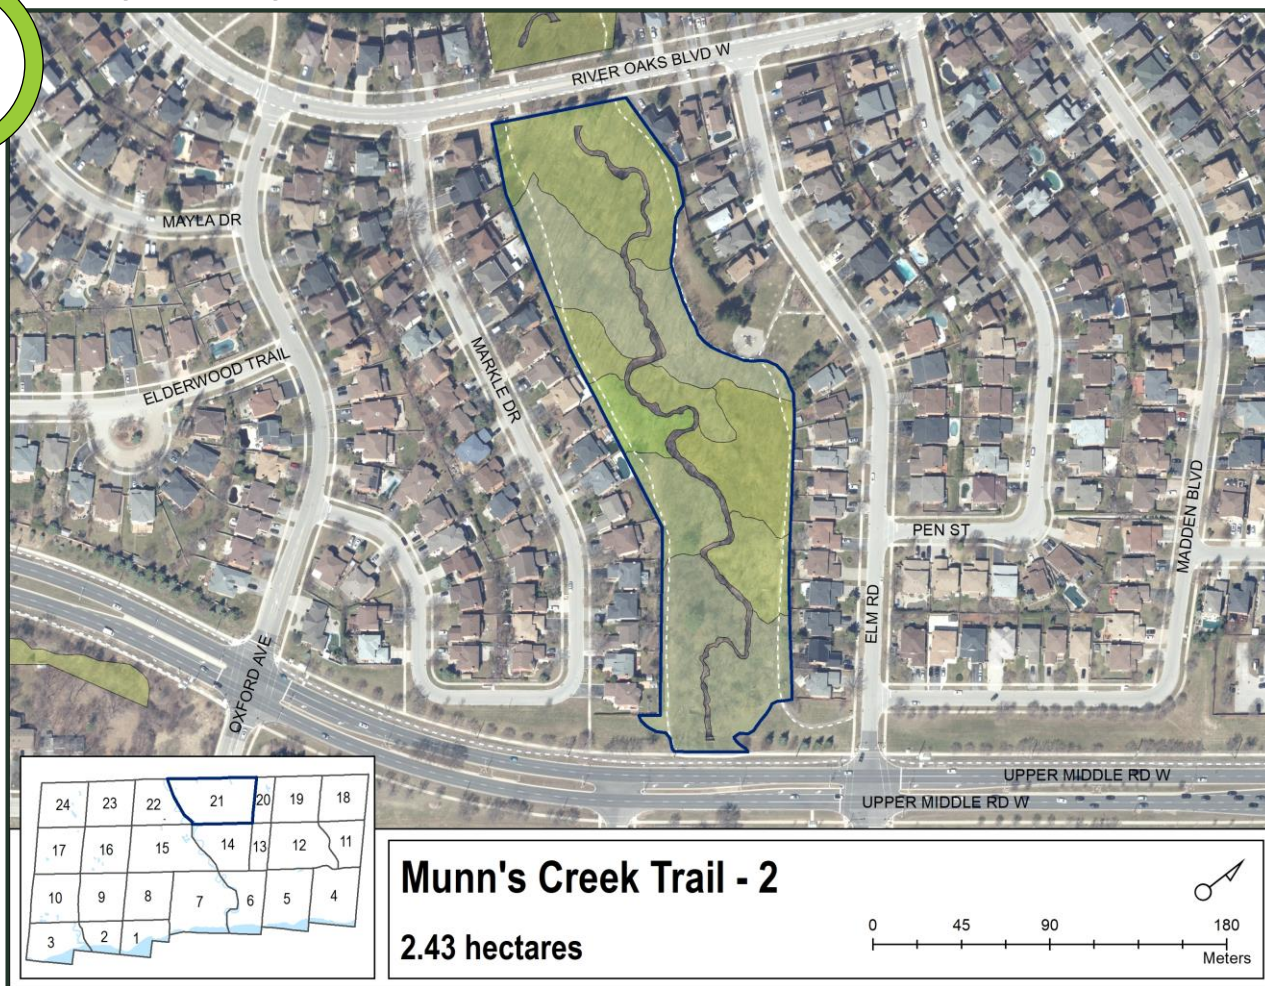 RIVER OAKS BLVD W
MAYLA DR
ELDERWOOD TRAIL
MARKLE DR
PEN ST
MADDEN BLVD
ELM RD
OXFORD AVE
UPPER MIDDLE RD W
UPPER MIDDLE RD W
24 23 22 21 20 19 18
17 16 15 14 13 12 11
10 9 8 7 6 5 4
3 2 1
Munn's Creek Trail - 2
2.43 hectares
0 45 90 180
Meters